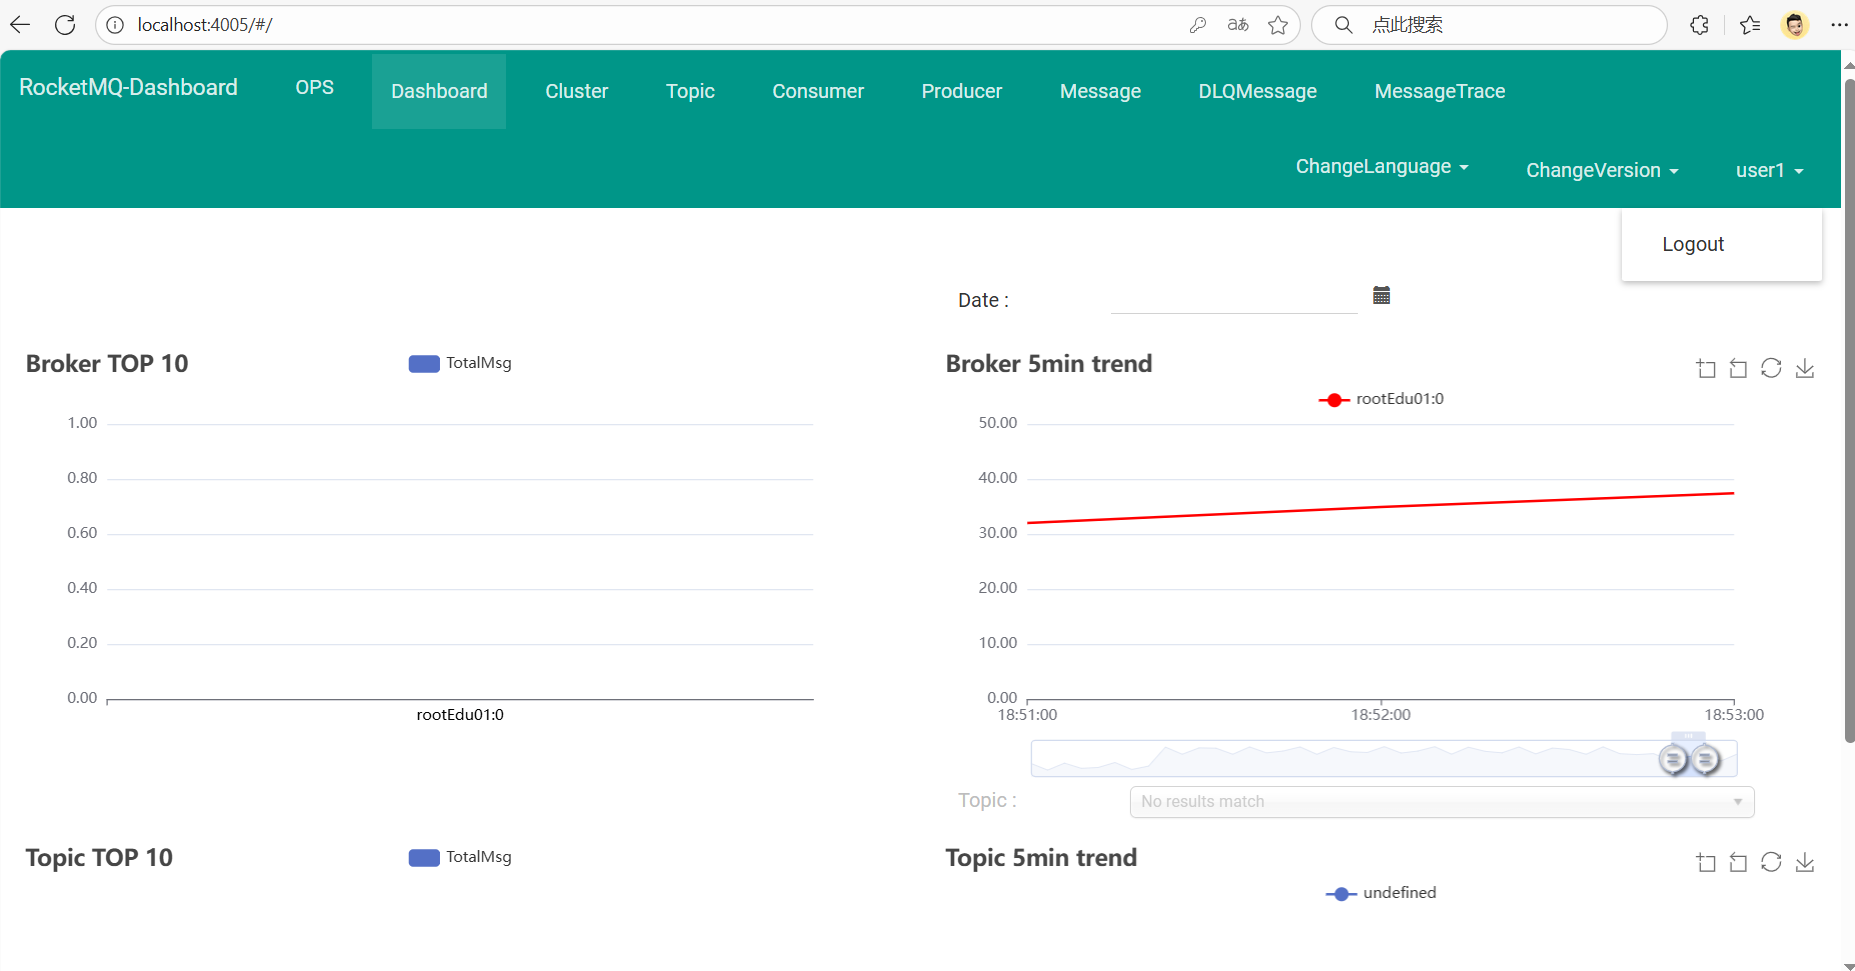 localhost:4005/#/
aあ
点此搜索
RocketMQ-Dashboard
OPS
Dashboard
Cluster
Topic
Consumer
Producer
Message
DLQMessage
MessageTrace
ChangeLanguage
ChangeVersion
user1
Logout
Date :
Broker TOP 10
TotalMsg
1.00
0.80
0.60
0.40
0.20
0.00
rootEdu01:0
Broker 5min trend
rootEdu01:0
50.00
40.00
30.00
20.00
10.00
0.00
18:51:00
18:52:00
18:53:00
Topic :
No results match
Topic TOP 10
TotalMsg
Topic 5min trend
undefined